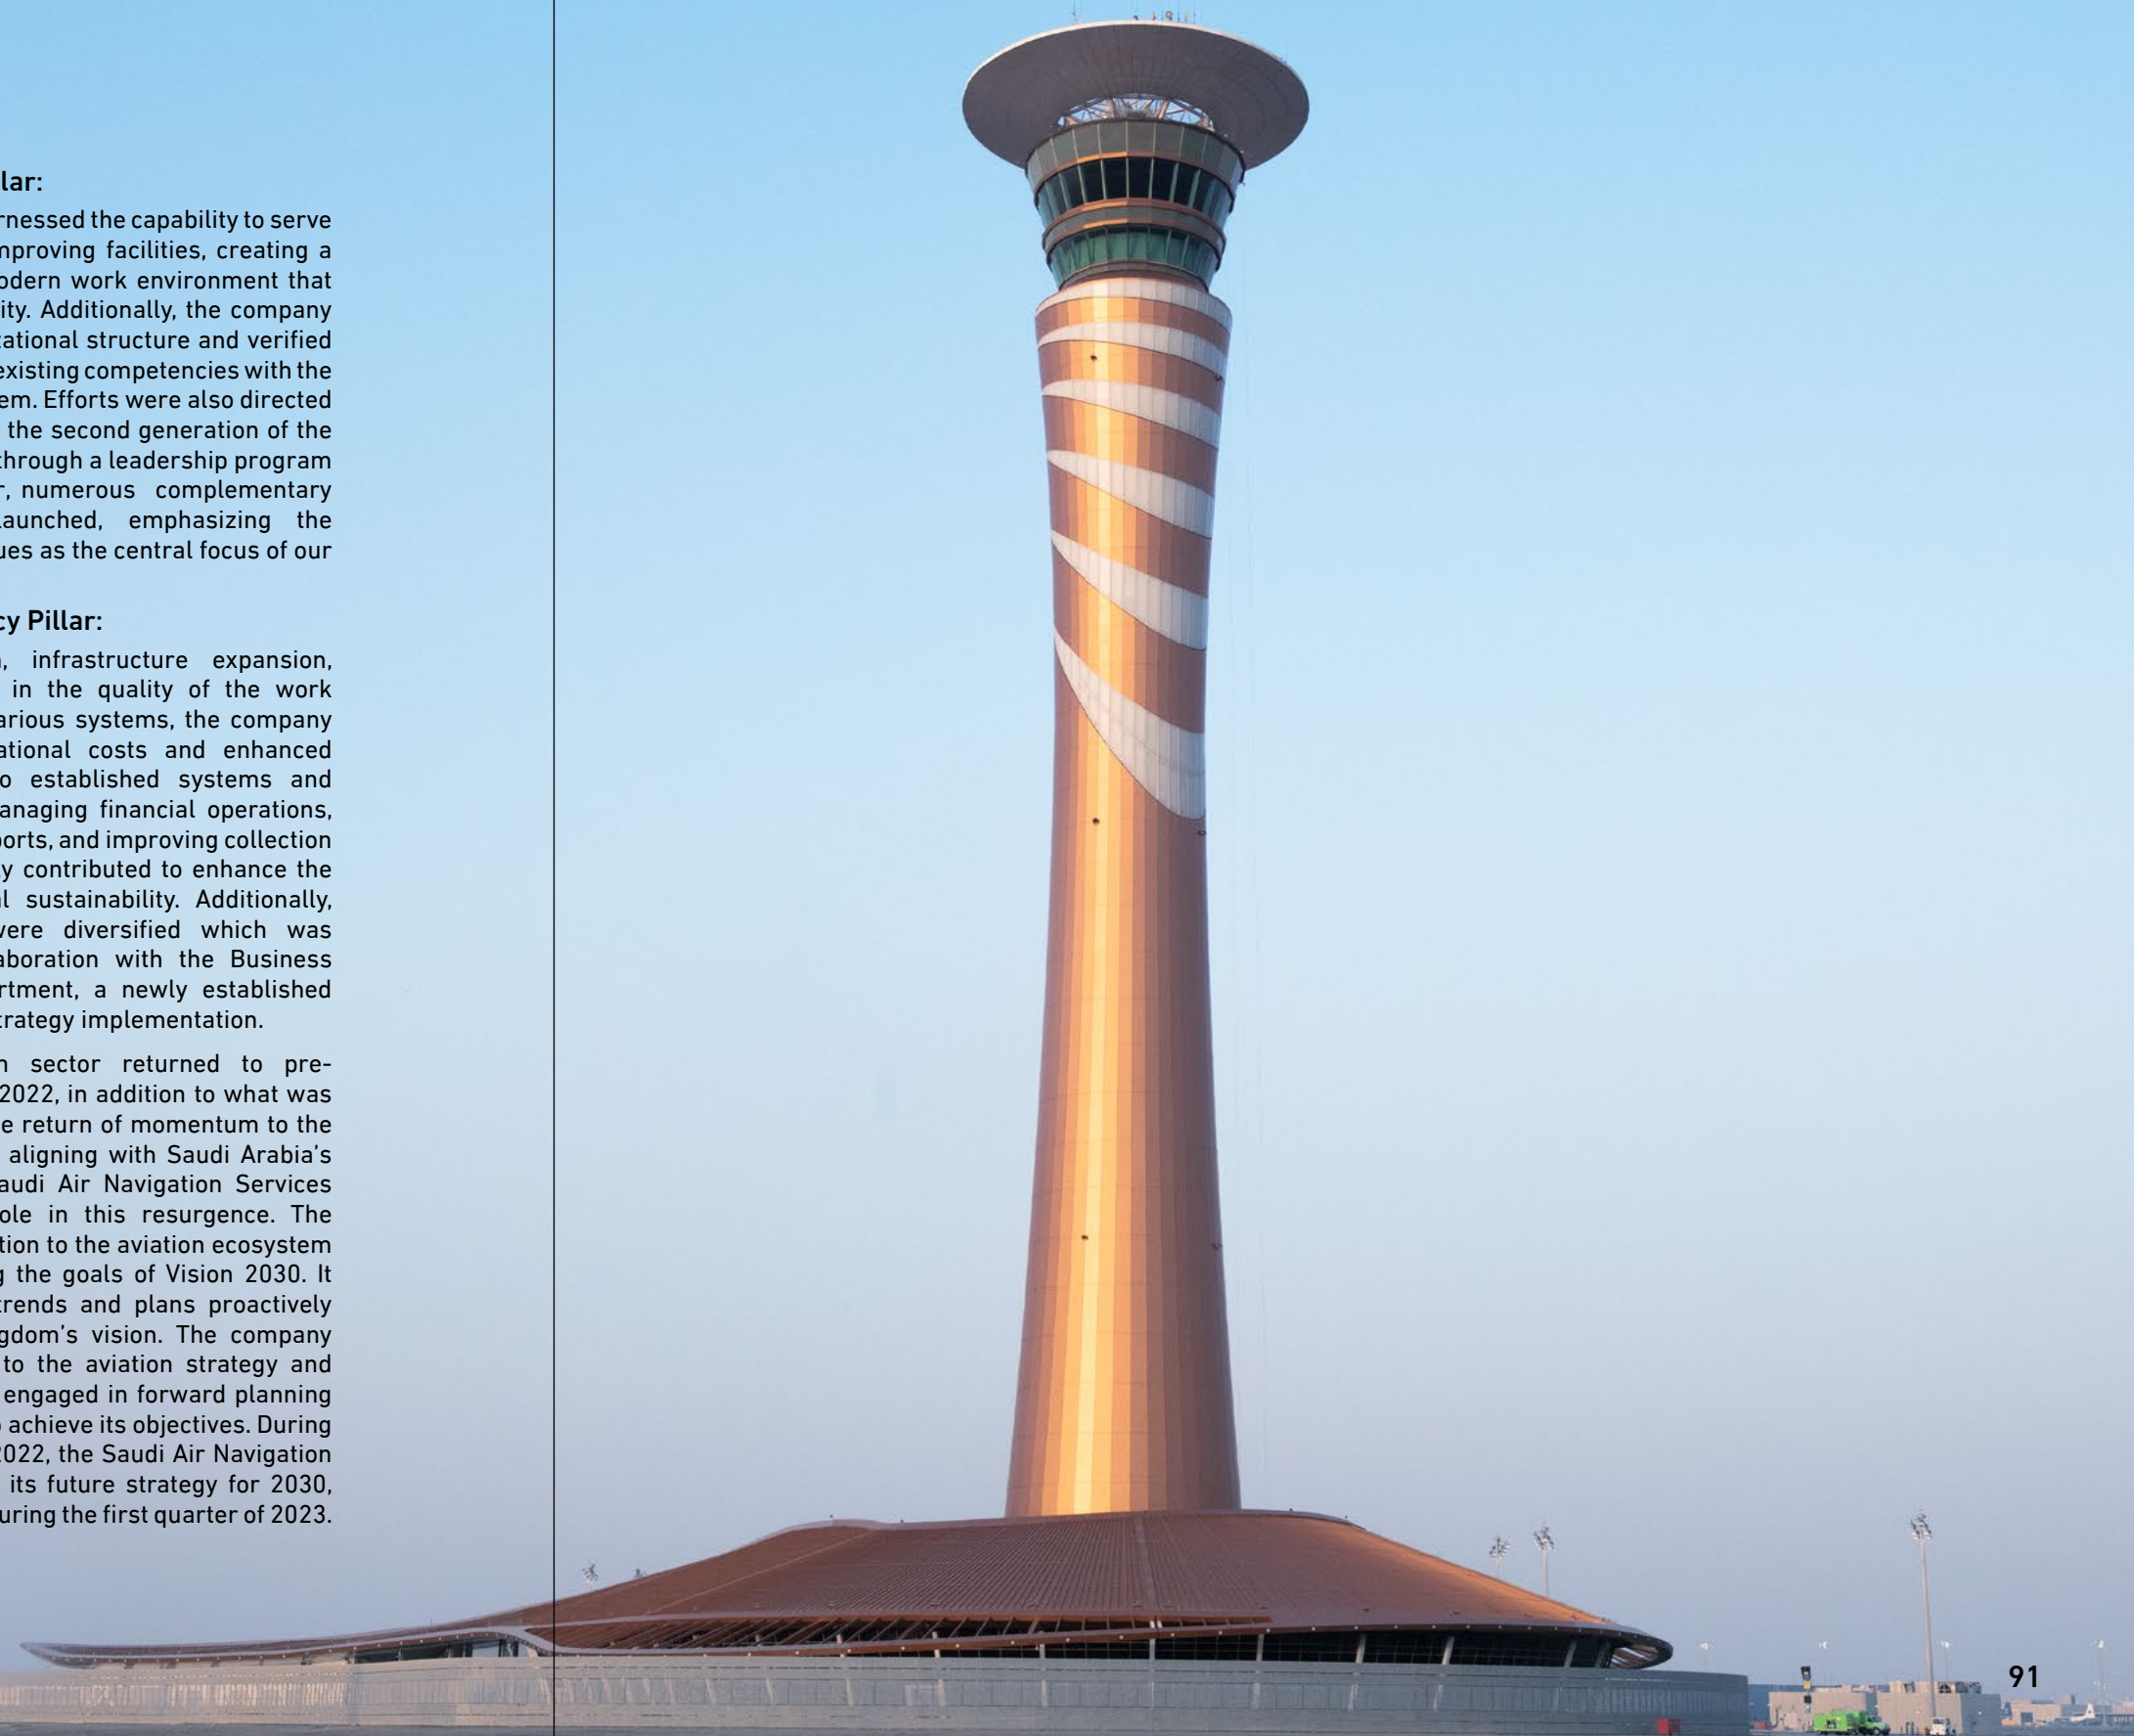 lar:
rnessed the capability to serve
mproving facilities, creating a
odern work environment that
ity. Additionally, the company
ational structure and verified
existing competencies with the
em. Efforts were also directed
the second generation of the
through a leadership program
r, numerous complementary
aunched, emphasizing the
ues as the central focus of our
cy Pillar:
, infrastructure expansion,
in the quality of the work
arious systems, the company
ational costs and enhanced
o established systems and
anaging financial operations,
orts, and improving collection
y contributed to enhance the
l sustainability. Additionally,
were diversified which was
aboration with the Business
rtment, a newly established
trategy implementation.
n sector returned to pre-
2022, in addition to what was
e return of momentum to the
aligning with Saudi Arabia's
audi Air Navigation Services
ole in this resurgence. The
tion to the aviation ecosystem
g the goals of Vision 2030. It
trends and plans proactively
gdom's vision. The company
to the aviation strategy and
engaged in forward planning
o achieve its objectives. During
2022, the Saudi Air Navigation
its future strategy for 2030,
uring the first quarter of 2023.
91